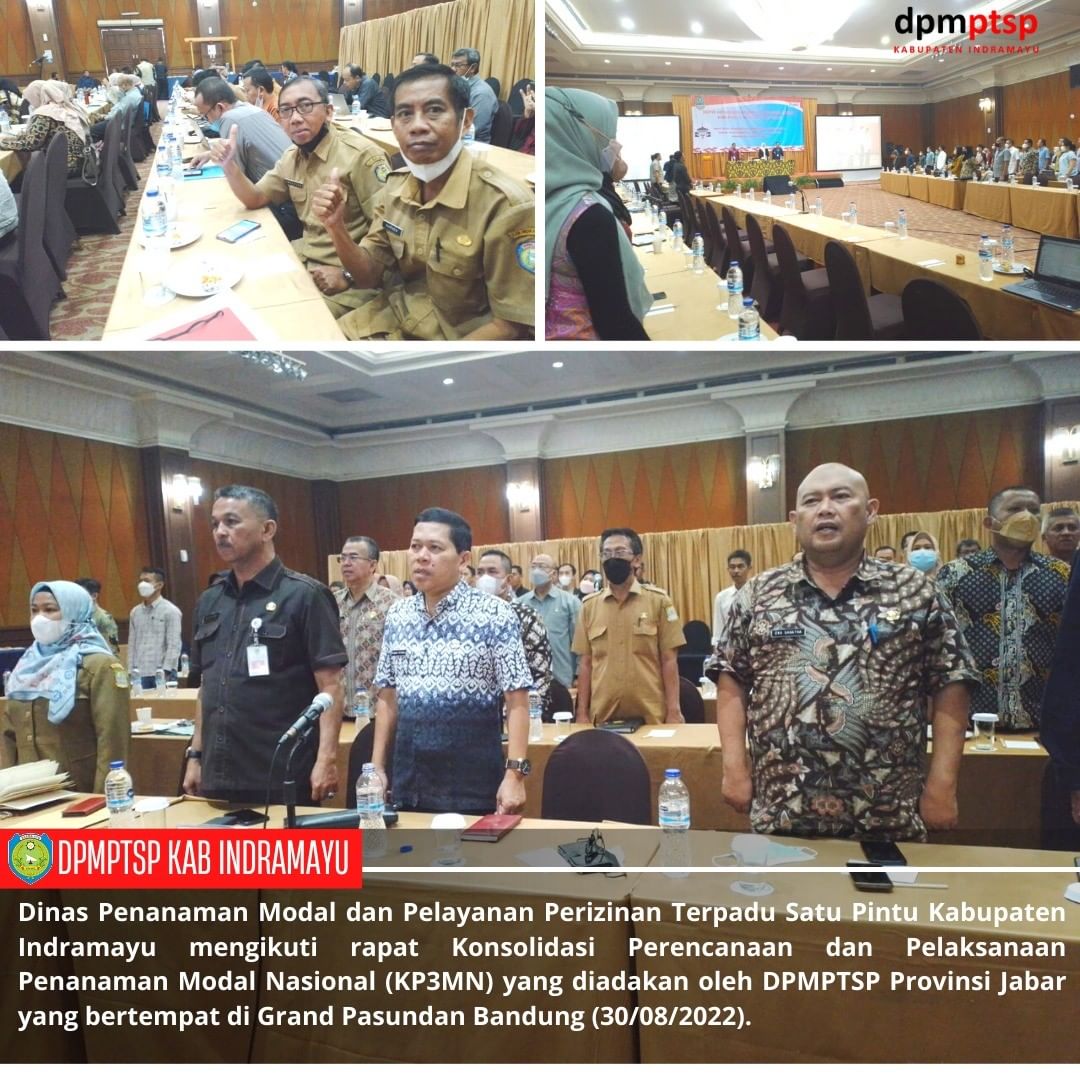 dpmptsp
KABUPATEN INDRAMAYU
DPMPTSP KAB INDRAMAYU
Dinas Penanaman Modal dan Pelayanan Perizinan Terpadu Satu Pintu Kabupaten
Indramayu mengikuti rapat Konsolidasi Perencanaan dan Pelaksanaan
Penanaman Modal Nasional (KP3MN) yang diadakan oleh DPMPTSP Provinsi Jabar
yang bertempat di Grand Pasundan Bandung (30/08/2022).